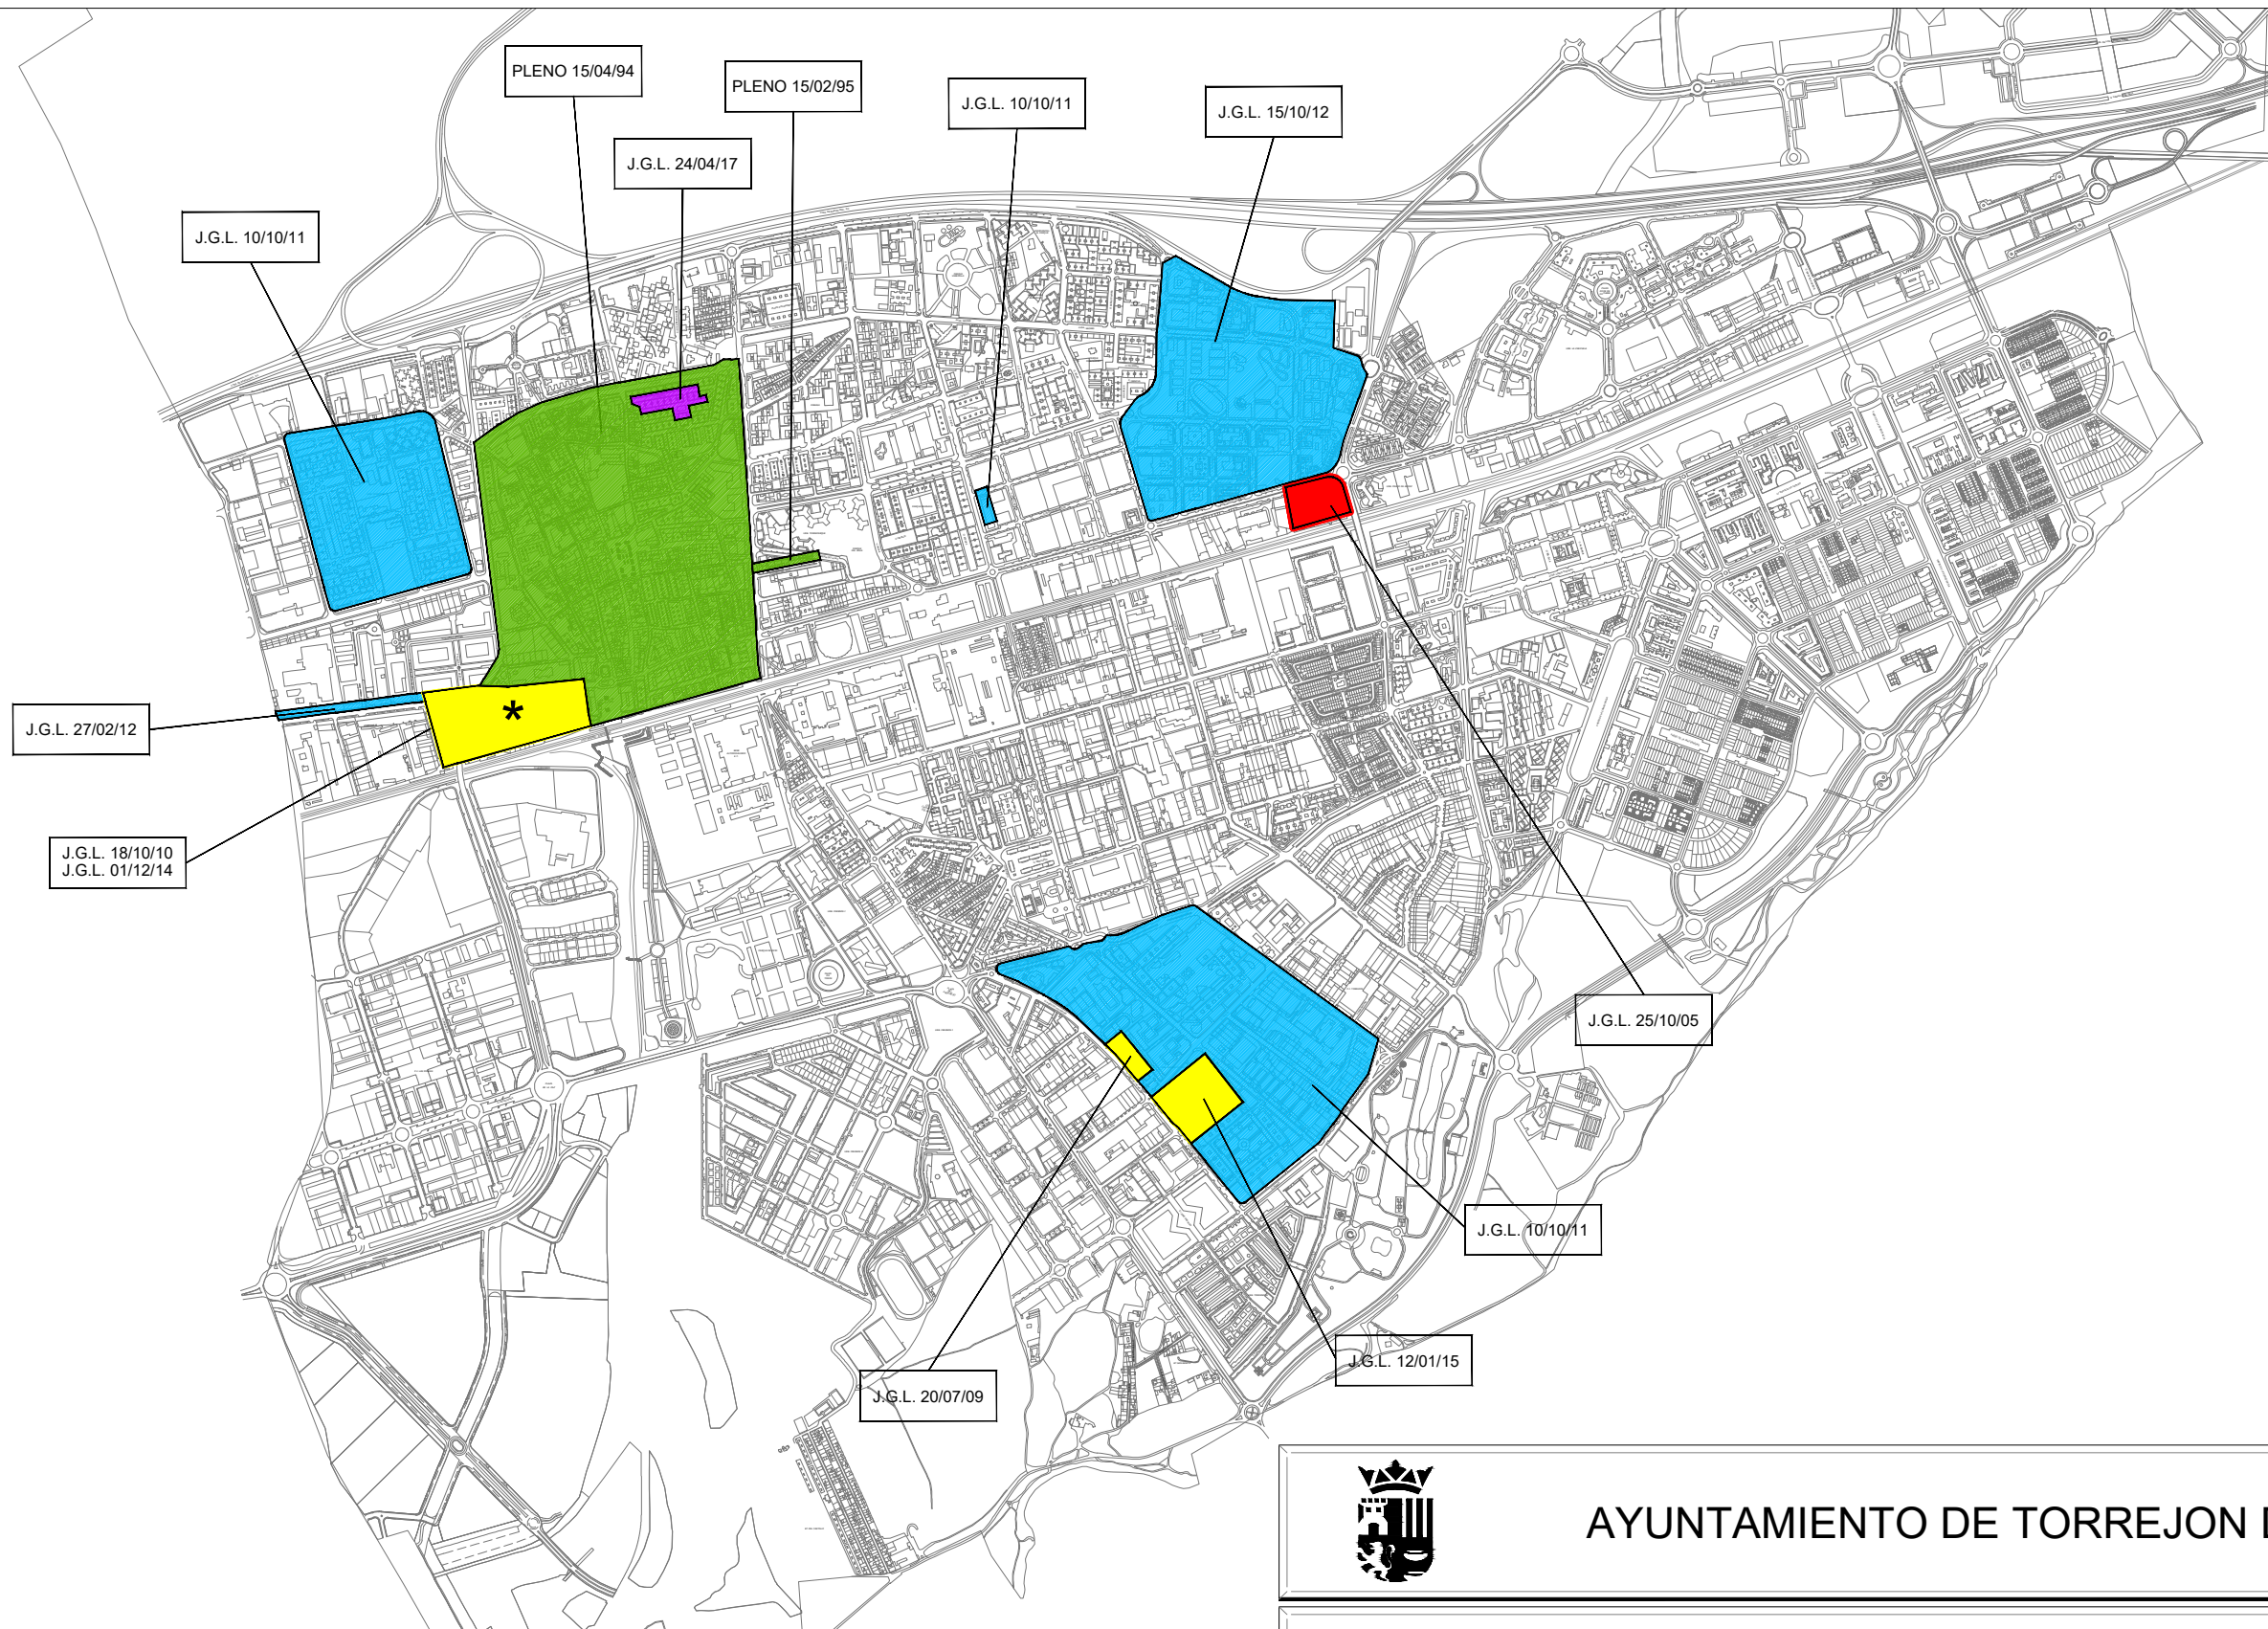 PLENO 15/04/94
PLENO 15/02/95
J.G.L. 10/10/11
J.G.L. 15/10/12
J.G.L. 24/04/17
J.G.L. 10/10/11
*
J.G.L. 27/02/12
J.G.L. 18/10/10
J.G.L. 01/12/14
J.G.L. 25/10/05
J.G.L. 10/10/11
J.G.L. 12/01/15
J.G.L. 20/07/09
AYUNTAMIENTO DE TORREJON